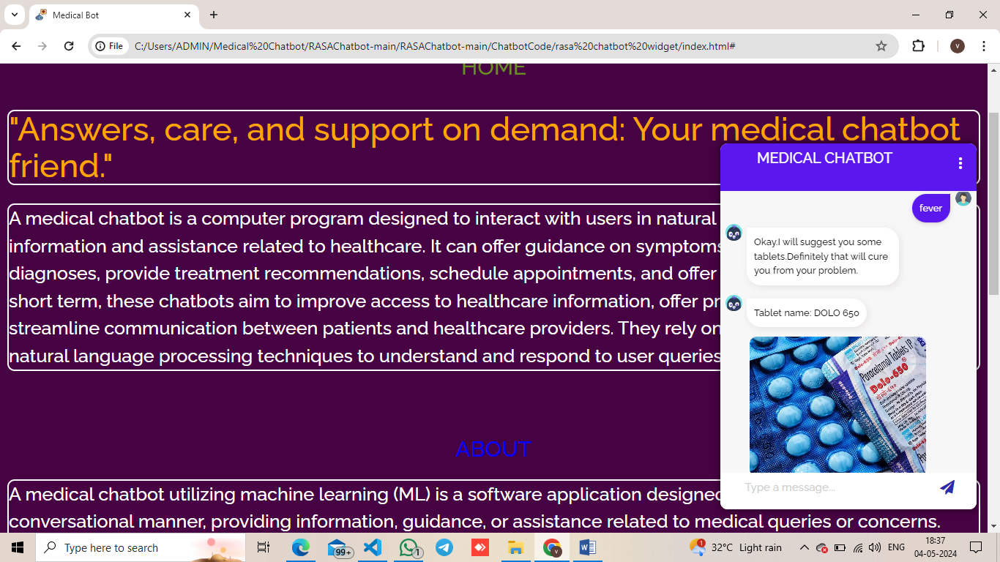 Medical Bot
File
C:/Users/ADMIN/Medical%20Chatbot/RASAChatbot-main/RASAChatbot-main/ChatbotCode/rasa%20chatbot%20widget/index.html#
V
HOME
"Answers, care, and support on demand: Your medical chatbot
friend."
A medical chatbot is a computer program designed to interact with users in natural
information and assistance related to healthcare. It can offer guidance on symptoms
diagnoses, provide treatment recommendations, schedule appointments, and offer
short term, these chatbots aim to improve access to healthcare information, offer pr
streamline communication between patients and healthcare providers. They rely on
natural language processing techniques to understand and respond to user queries
ABOUT
A medical chatbot utilizing machine learning (ML) is a software application designed
conversational manner, providing information, guidance, or assistance related to medical queries or concerns.
MEDICAL CHATBOT
fever
Okay.I will suggest you some
tablets.Definitely that will cure
you from your problem.
Tablet name: DOLO 650
Paracetamol Tablets IP
Dolo-650
Type a message...
Type here to search
99+
1
1
32°C Light rain
ENG
18:37
04-05-2024